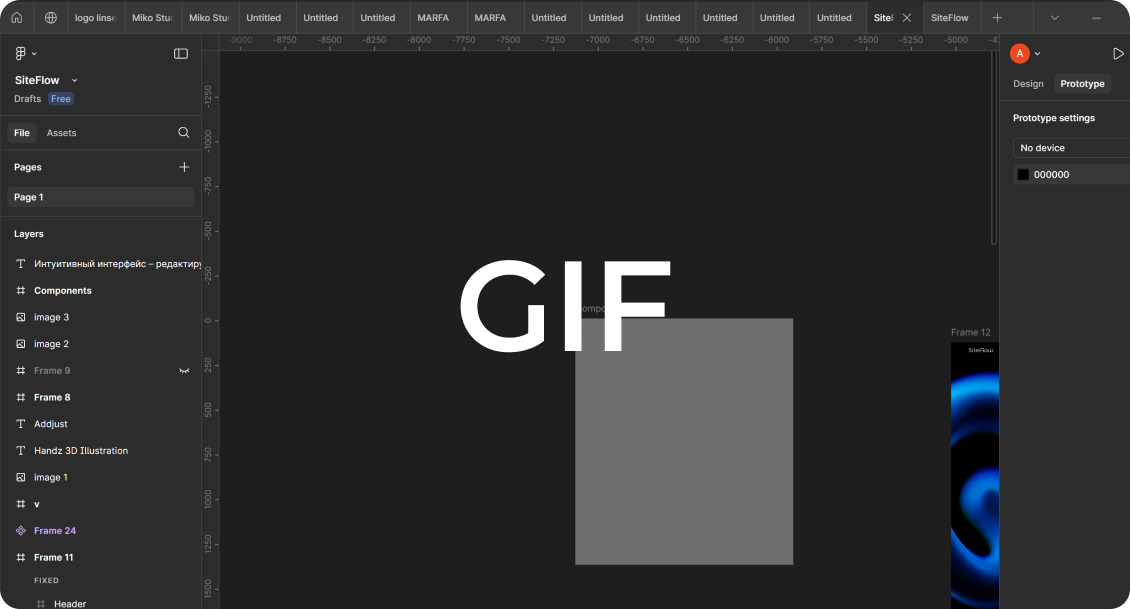 logo linse
Miko Stu
Miko Stu
Untitled
Untitled
Untitled
MARFA
MARFA
Untitled
Untitled
Untitled
Untitled
Untitled
Untitled
SiteF
SiteFlow
-9000 -8750 -8500 -8250 -8000 -7750 -7500 -7250 -7000 -6750 -6500 -6250 -6000 -5750 -5500 -5250 -5000 -47
A
SiteFlow
Drafts Free
Design Prototype
File Assets
Prototype settings
No device
000000
Pages
Page 1
Layers
Интуитивный интерфейс – редактиру
Components
image 3
image 2
Frame 9
Frame 8
Addjust
Handz 3D Illustration
image 1
v
Frame 24
Frame 11
FIXED
Header
-1250
-1000
-750
-500
-250
0
250
500
750
1000
1250
1500
GIF
Frame 12
SiteFlow